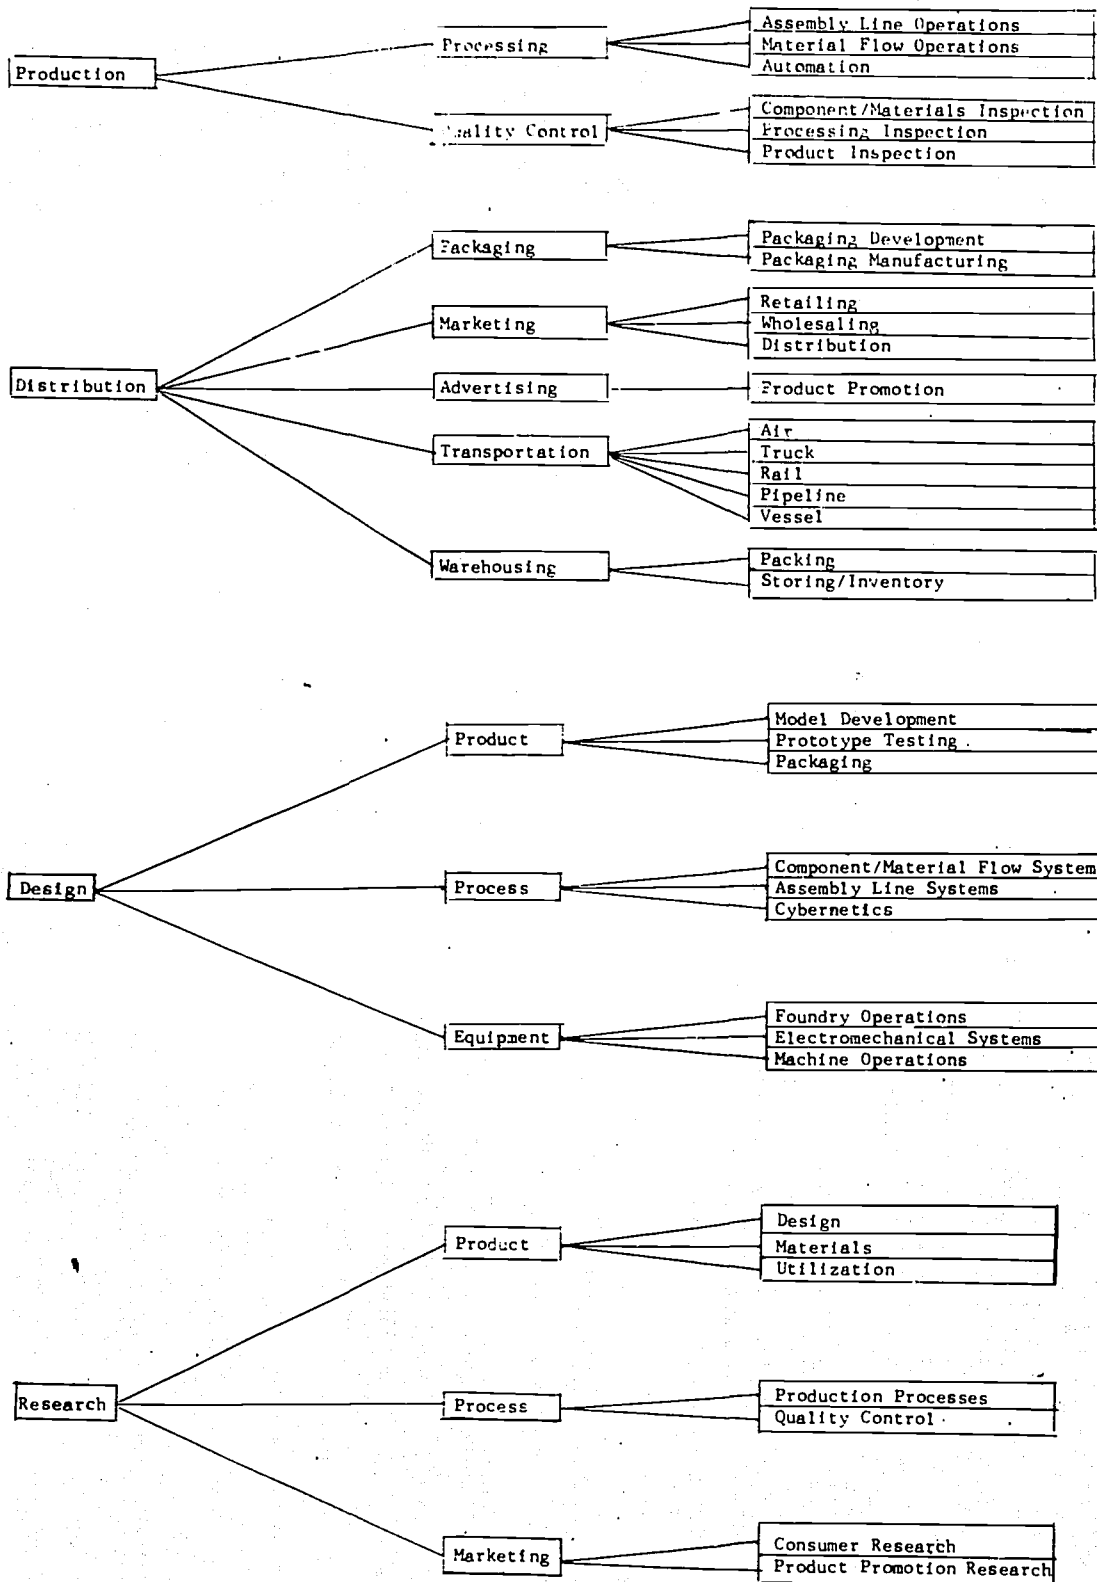 Production
Processing
Assembly Line Operations
Material Flow Operations
Automation
Quality Control
Component/Materials Inspection
Processing Inspection
Product Inspection
Distribution
Packaging
Packaging Development
Packaging Manufacturing
Marketing
Retailing
Wholesaling
Distribution
Advertising
Product Promotion
Transportation
Air
Truck
Rail
Pipeline
Vessel
Warehousing
Packing
Storing/Inventory
Design
Product
Model Development
Prototype Testing
Packaging
Process
Component/Material Flow System
Assembly Line Systems
Cybernetics
Equipment
Foundry Operations
Electromechanical Systems
Machine Operations
Research
Product
Design
Materials
Utilization
Process
Production Processes
Quality Control
Marketing
Consumer Research
Product Promotion Research